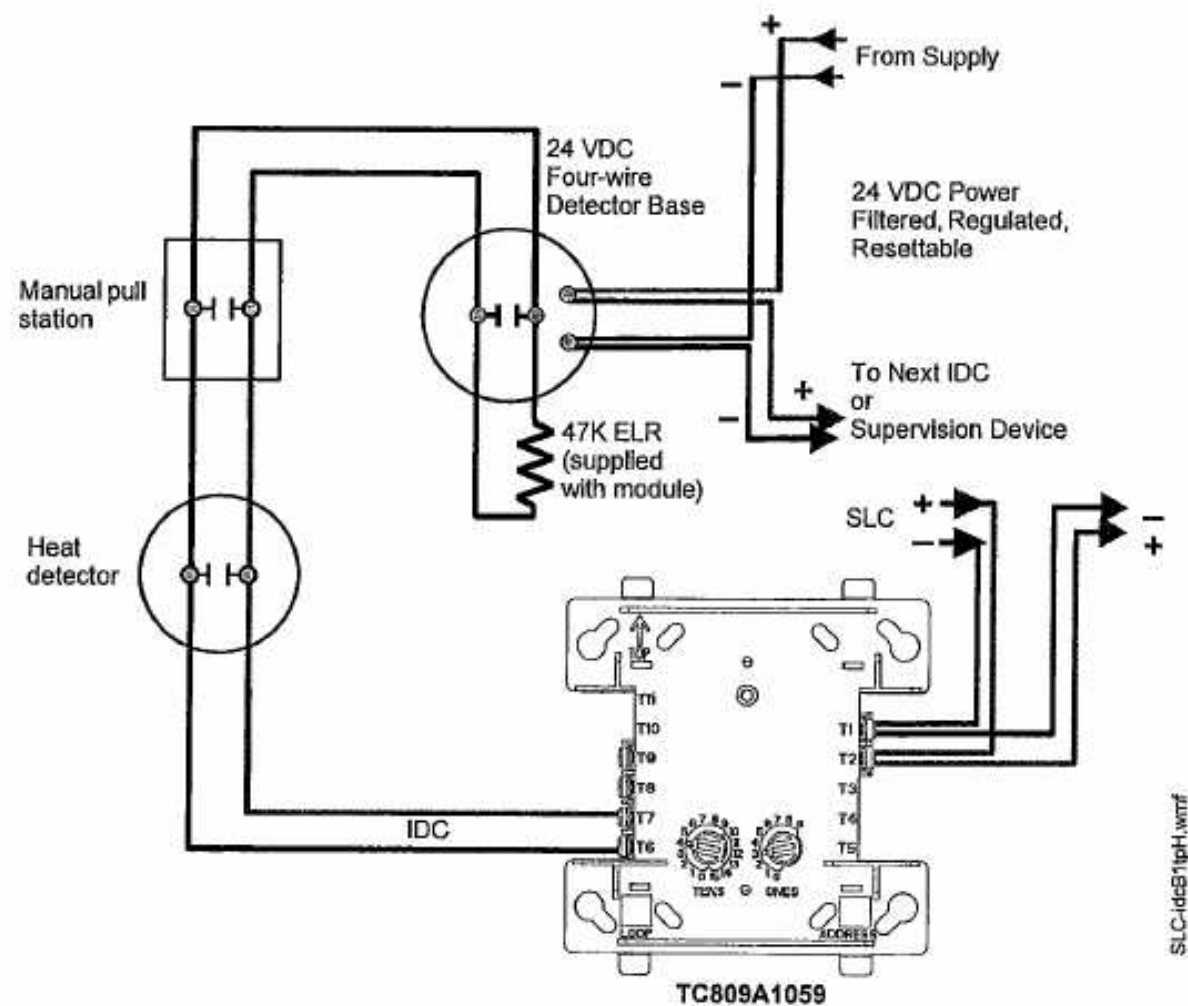 +
From Supply
−
24 VDC
Four-wire
Detector Base
24 VDC Power
Filtered, Regulated,
Resettable
Manual pull
station
To Next IDC
+
or
−
Supervision Device
47K ELR
(supplied
with module)
SLC
+
−
−
+
Heat
detector
TOP
T11
T10
T9
T8
T7
T6
T1
T2
T3
T4
T5
IDC
TENS
ONES
LOOP
ADDRESS
TC809A1059
SLC-idcB1tpH.wmf